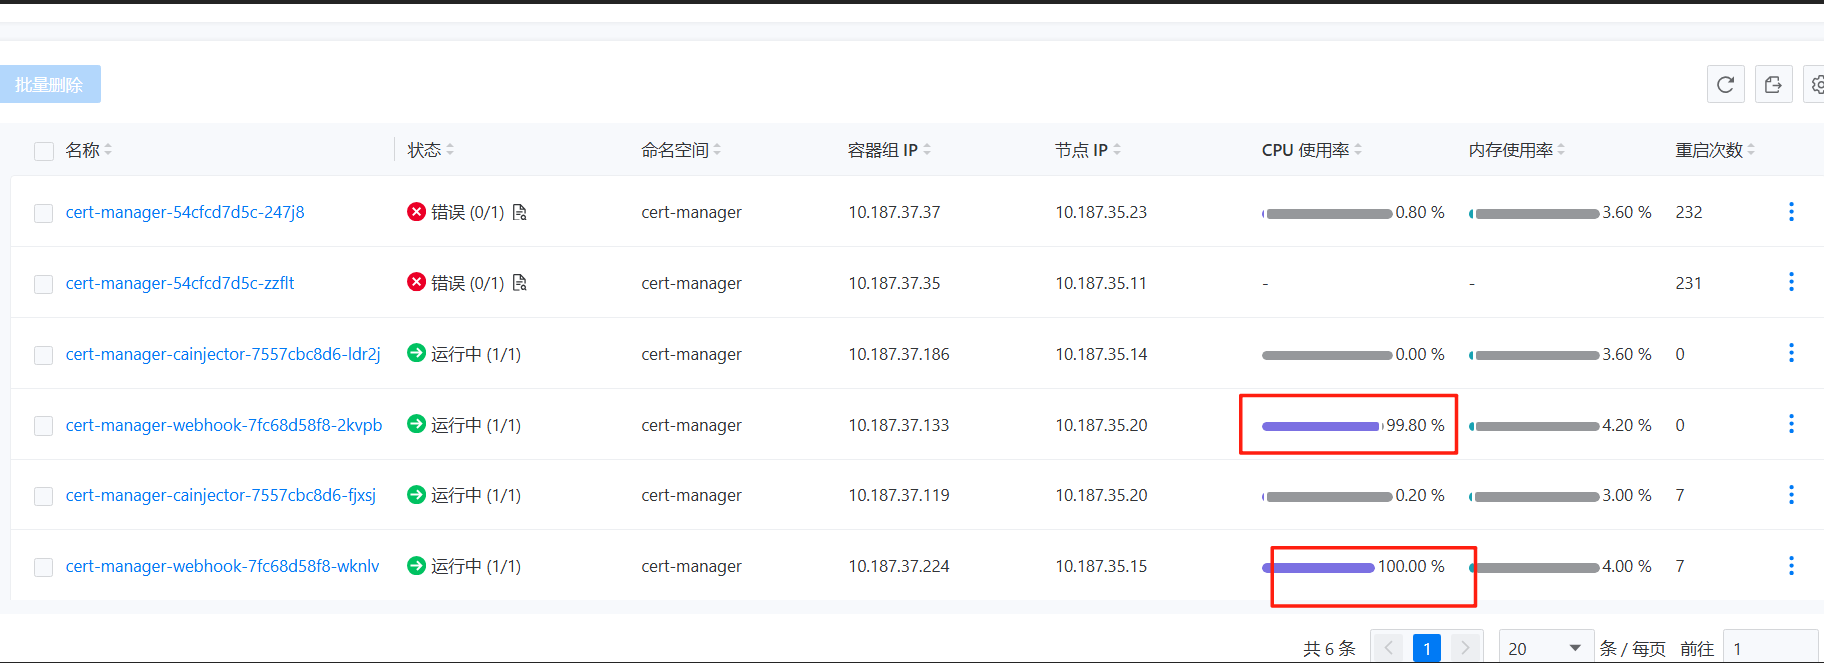 批量删除
名称 状态 命名空间 容器组 IP 节点 IP CPU 使用率 内存使用率 重启次数
cert-manager-54cfcd7d5c-247j8 错误 (0/1) cert-manager 10.187.37.37 10.187.35.23 0.80 % 3.60 % 232
cert-manager-54cfcd7d5c-zzflt 错误 (0/1) cert-manager 10.187.37.35 10.187.35.11 - - 231
cert-manager-cainjector-7557cbc8d6-ldr2j 运行中 (1/1) cert-manager 10.187.37.186 10.187.35.14 0.00 % 3.60 % 0
cert-manager-webhook-7fc68d58f8-2kvpb 运行中 (1/1) cert-manager 10.187.37.133 10.187.35.20 99.80 % 4.20 % 0
cert-manager-cainjector-7557cbc8d6-fjxsj 运行中 (1/1) cert-manager 10.187.37.119 10.187.35.20 0.20 % 3.00 % 7
cert-manager-webhook-7fc68d58f8-wknlv 运行中 (1/1) cert-manager 10.187.37.224 10.187.35.15 100.00 % 4.00 % 7
共 6 条 1 20 条 / 每页 前往 1